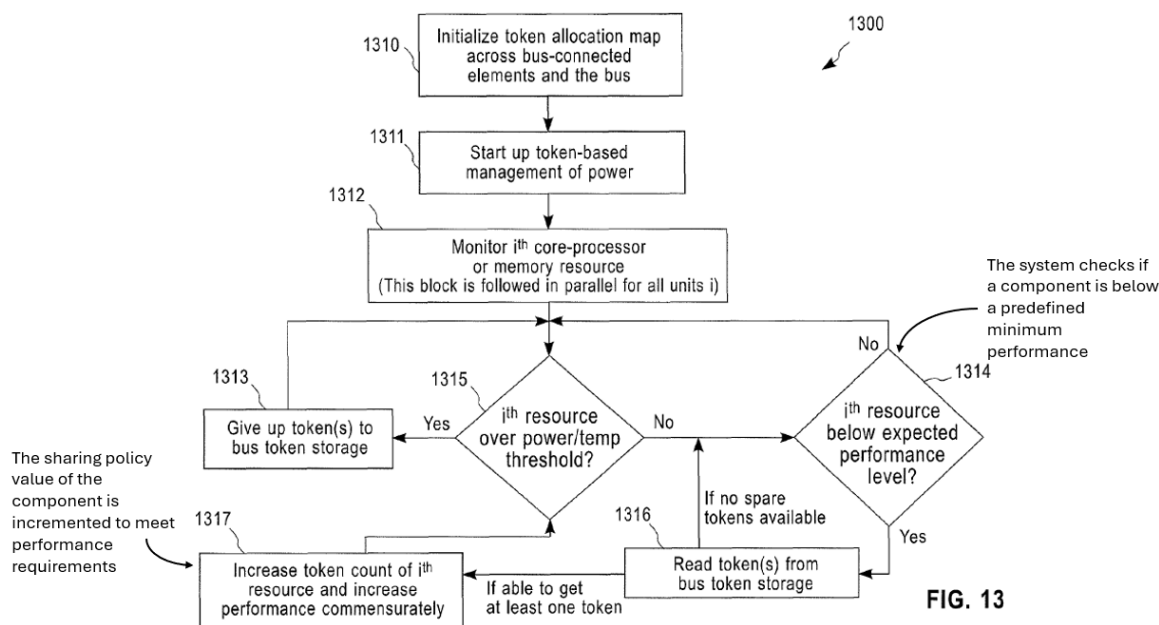 1310
Initialize token allocation map
across bus-connected
elements and the bus
1300
1311
Start up token-based
management of power
1312
Monitor ith core-processor
or memory resource
(This block is followed in parallel for all units i)
The system checks if
a component is below
a predefined
minimum
performance
No
1313
Give up token(s) to
bus token storage
Yes
1315
ith resource
over power/temp
threshold?
No
1314
ith resource
below expected
performance
level?
The sharing policy
value of the
component is
incremented to meet
performance
requirements
If no spare
tokens available
Yes
1317
Increase token count of ith
resource and increase
performance commensurately
If able to get
at least one token
1316
Read token(s) from
bus token storage
FIG. 13